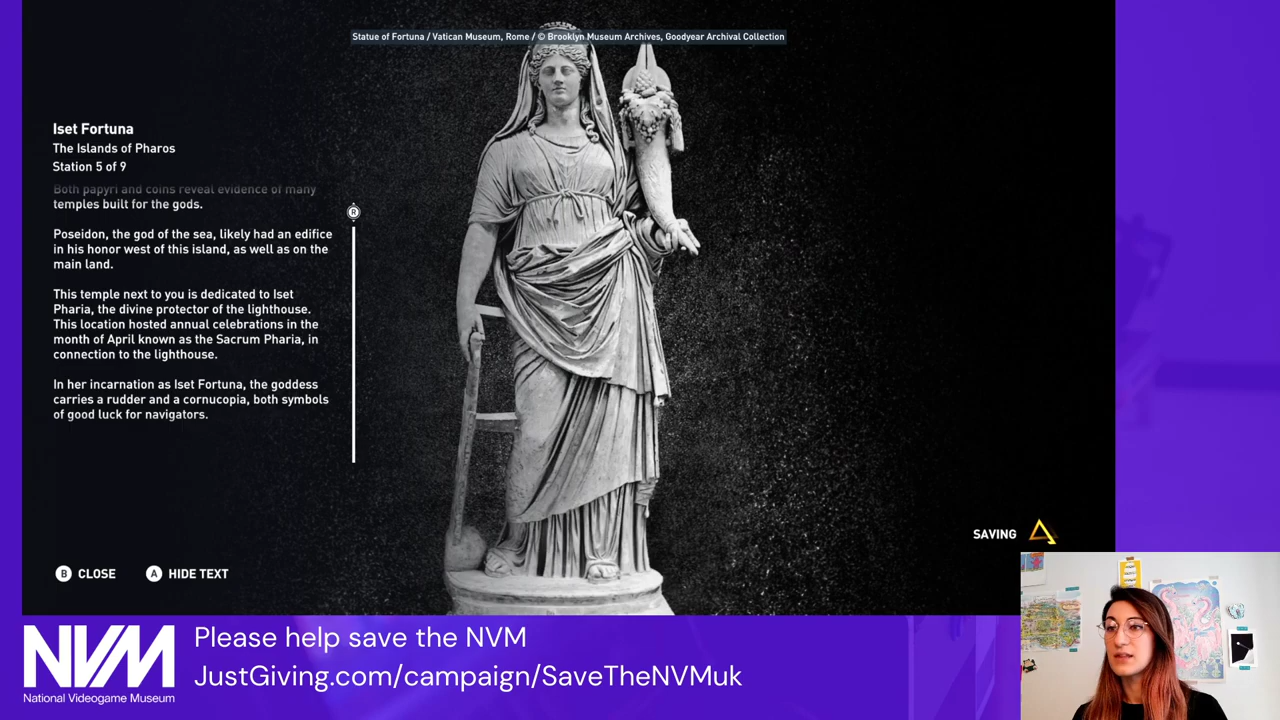 Statue of Fortuna / Vatican Museum, Rome / © Brooklyn Museum Archives, Goodyear Archival Collection
Iset Fortuna
The Islands of Pharos
Station 5 of 9
Both papyri and coins reveal evidence of many
temples built for the gods.
R
Poseidon, the god of the sea, likely had an edifice
in his honor west of this island, as well as on the
main land.
This temple next to you is dedicated to Iset
Pharia, the divine protector of the lighthouse.
This location hosted annual celebrations in the
month of April known as the Sacrum Pharia, in
connection to the lighthouse.
In her incarnation as Iset Fortuna, the goddess
carries a rudder and a cornucopia, both symbols
of good luck for navigators.
SAVING
B CLOSE
A HIDE TEXT
NVM
National Videogame Museum
Please help save the NVM
JustGiving.com/campaign/SaveTheNVMuk